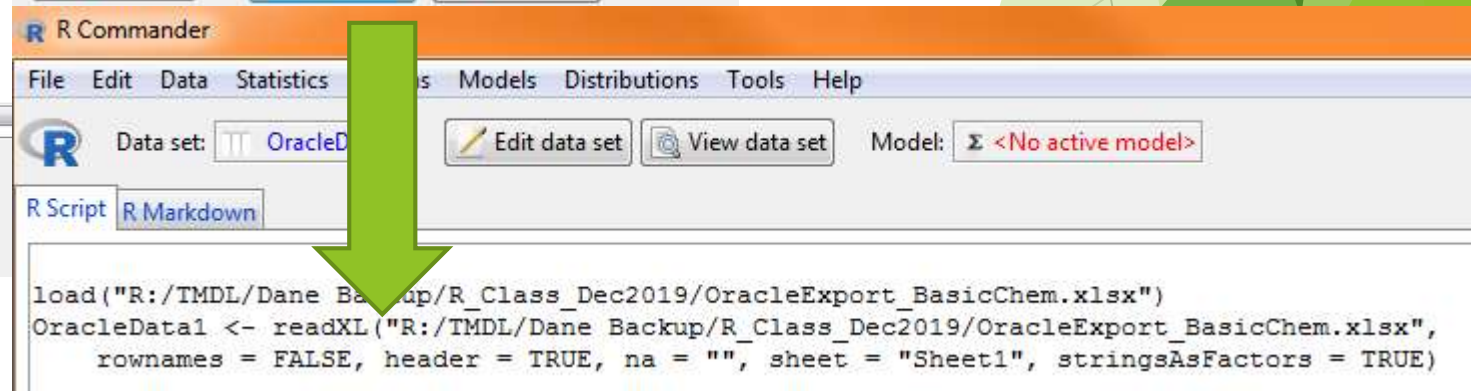 R Commander
File Edit Data Statistics s Models Distributions Tools Help
Data set: OracleD Edit data set View data set Model: Σ <No active model>
R Script R Markdown
load("R:/TMDL/Dane B up/R_Class_Dec2019/OracleExport_BasicChem.xlsx")
OracleData1 <- readXL("R:/TMDL/Dane Backup/R_Class_Dec2019/OracleExport_BasicChem.xlsx",
rownames = FALSE, header = TRUE, na = "", sheet = "Sheet1", stringsAsFactors = TRUE)